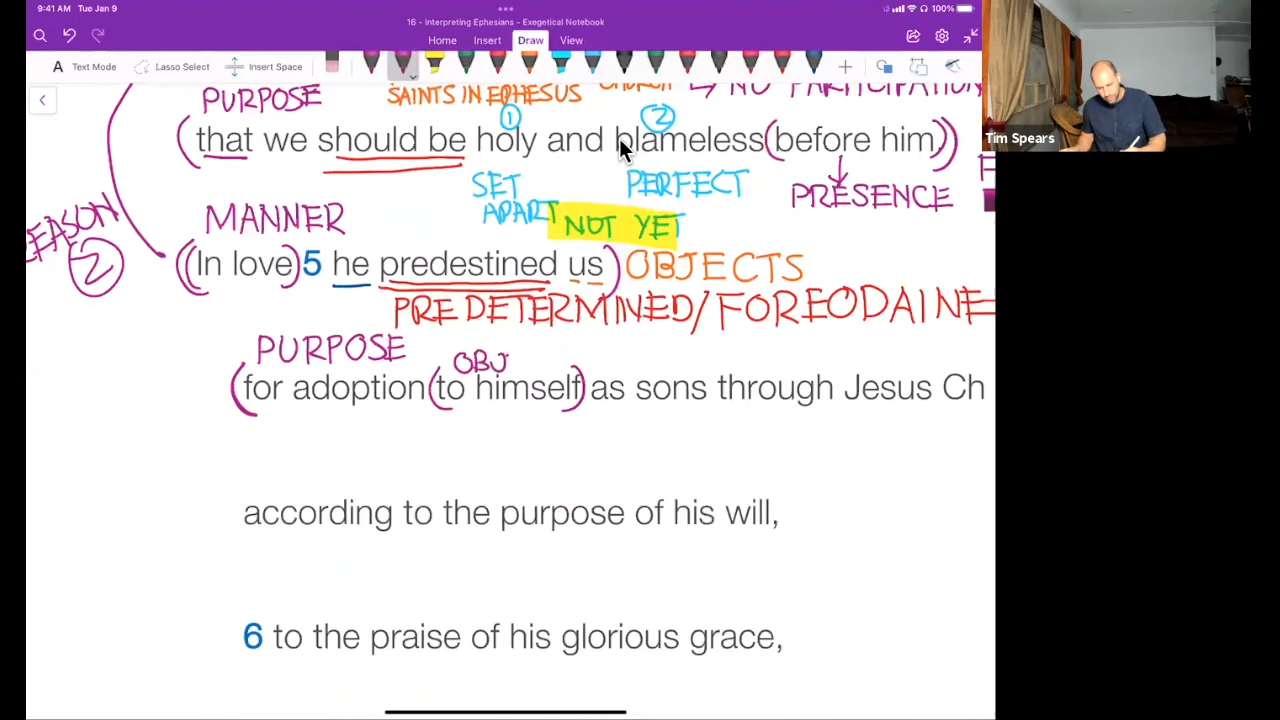 9:41 AM Tue Jan 9
100%
16 - Interpreting Ephesians - Exegetical Notebook
Home Insert Draw View
Text Mode Lasso Select Insert Space
PURPOSE SAINTS IN EPHESUS CHURCH → NO PARTICIPATION
1 2
(that we should be holy and blameless (before him,))
SET APART PERFECT PRESENCE
NOT YET
MANNER
REASON 2
((In love) 5 he predestined us) OBJECTS
PREDETERMINED/FOREODAINE
PURPOSE OBJ
(for adoption (to himself) as sons through Jesus Ch
according to the purpose of his will,
6 to the praise of his glorious grace,
Tim Spears